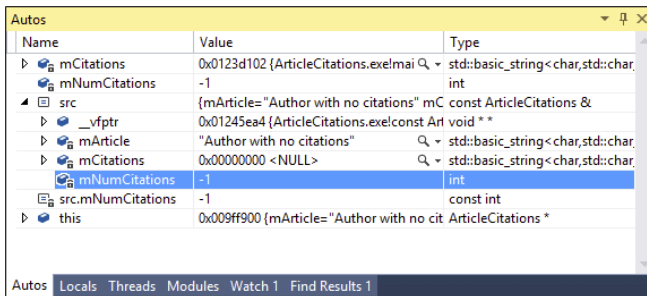 Autos
Name Value Type
mCitations 0x0123d102 {ArticleCitations.exe!mai std::basic_string<char,std::char_
mNumCitations -1 int
src {mArticle="Author with no citations" mC const ArticleCitations &
__vfptr 0x01245ea4 {ArticleCitations.exe!const Art void * *
mArticle "Author with no citations" std::basic_string<char,std::char_
mCitations 0x00000000 <NULL> std::basic_string<char,std::char_
mNumCitations -1 int
src.mNumCitations -1 const int
this 0x009ff900 {mArticle="Author with no cit ArticleCitations *
Autos Locals Threads Modules Watch 1 Find Results 1